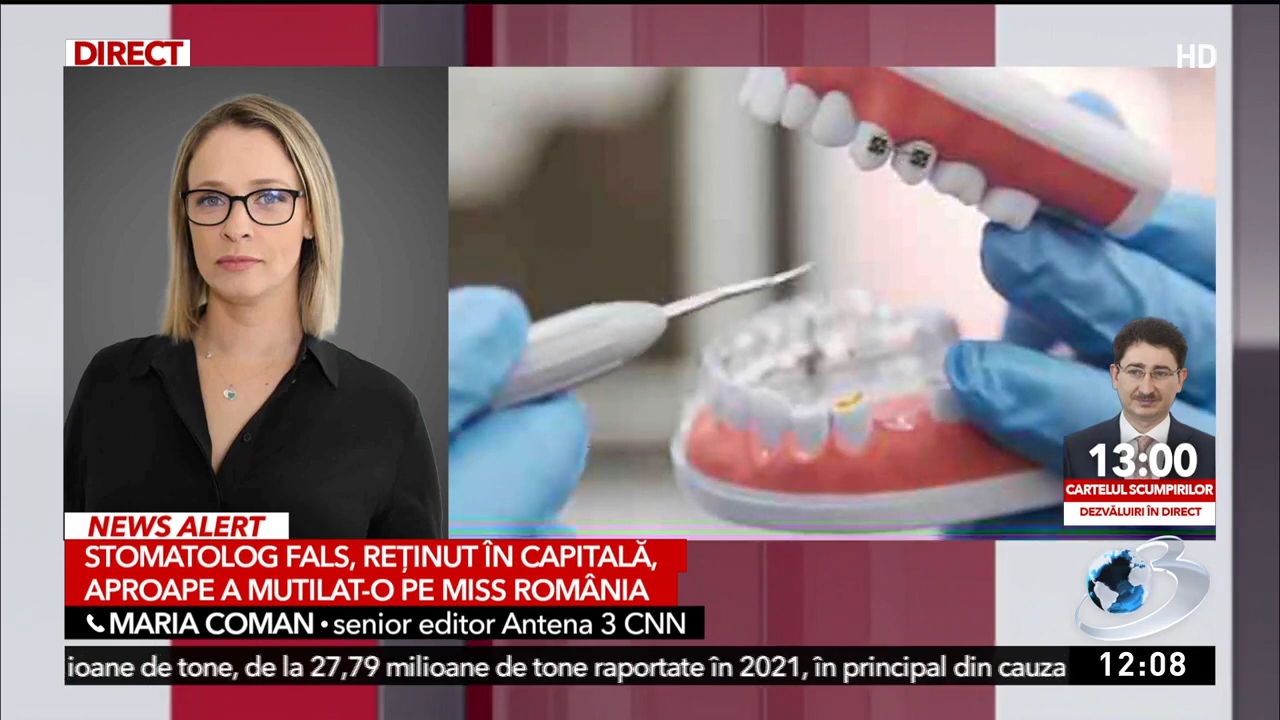 DIRECT
HD
13:00
CARTELUL SCUMPIRILOR
DEZVĂLUIRI ÎN DIRECT
NEWS ALERT
STOMATOLOG FALS, REȚINUT ÎN CAPITALĂ,
APROAPE A MUTILAT-O PE MISS ROMÂNIA
MARIA COMAN • senior editor Antena 3 CNN
3
ioane de tone, de la 27,79 milioane de tone raportate în 2021, în principal din cauza
12:08